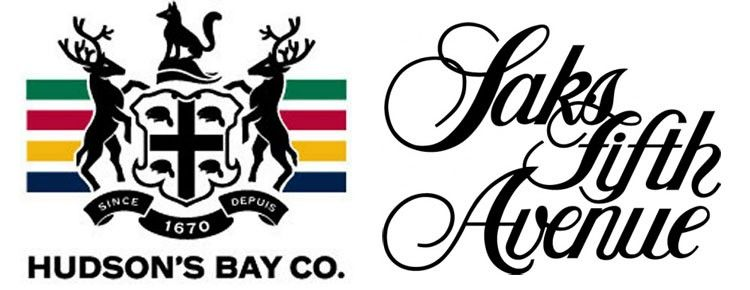 SINCE 1670 DEPUIS
HUDSON'S BAY CO.
Saks
fifth
Avenue